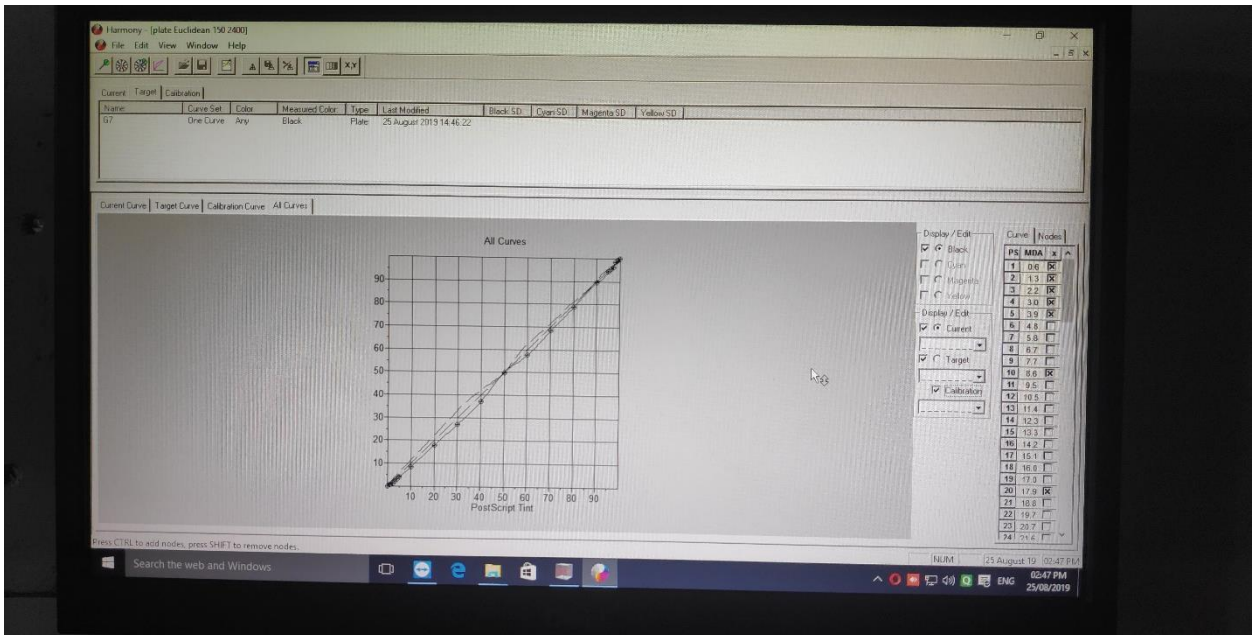 Harmony - [plate Euclidean 150 2400]
File Edit View Window Help
X,Y
Current Target Calibration
Name Curve Set Color Measured Color Type Last Modified Black SD Cyan SD Magenta SD Yellow SD
G7 One Curve Any Black Plate 25 August 2019 14:46:22
Current Curve Target Curve Calibration Curve All Curves
All Curves
90
80
70
60
50
40
30
20
10
10 20 30 40 50 60 70 80 90
PostScript Tint
Display / Edit
Black
Cyan
Magenta
Yellow
Display / Edit
Current
Target
Calibration
Curve Nodes
PS MDA x
1 0.6
2 1.3
3 2.2
4 3.0
5 3.9
6 4.8
7 5.8
8 6.7
9 7.7
10 8.6
11 9.5
12 10.5
13 11.4
14 12.3
15 13.3
16 14.2
17 15.1
18 16.0
19 17.0
20 17.9
21 18.8
22 19.7
23 20.7
24 21.6
Press CTRL to add nodes, press SHIFT to remove nodes.
NUM 25 August 19 02:47 PM
Search the web and Windows
ENG
02:47 PM
25/08/2019